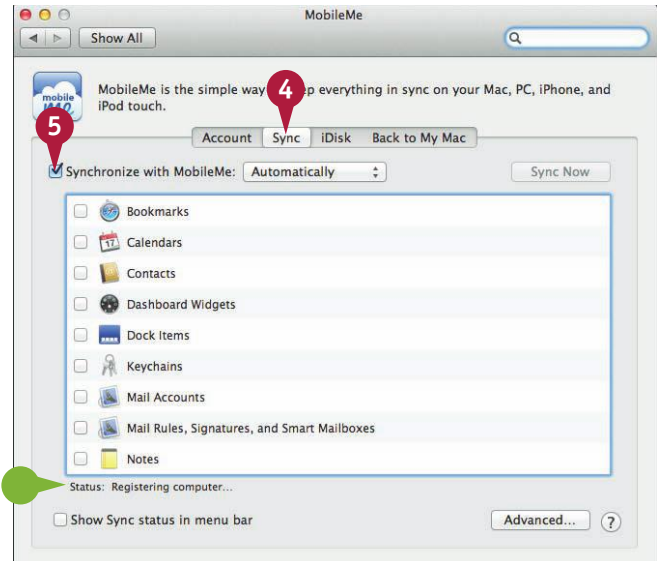 MobileMe
Show All
mobile
me
MobileMe is the simple way p everything in sync on your Mac, PC, iPhone, and
iPod touch.
4
5
Account Sync iDisk Back to My Mac
Synchronize with MobileMe: Automatically Sync Now
Bookmarks
17 Calendars
Contacts
Dashboard Widgets
Dock Items
Keychains
Mail Accounts
Mail Rules, Signatures, and Smart Mailboxes
Notes
Status: Registering computer...
Show Sync status in menu bar Advanced... ?